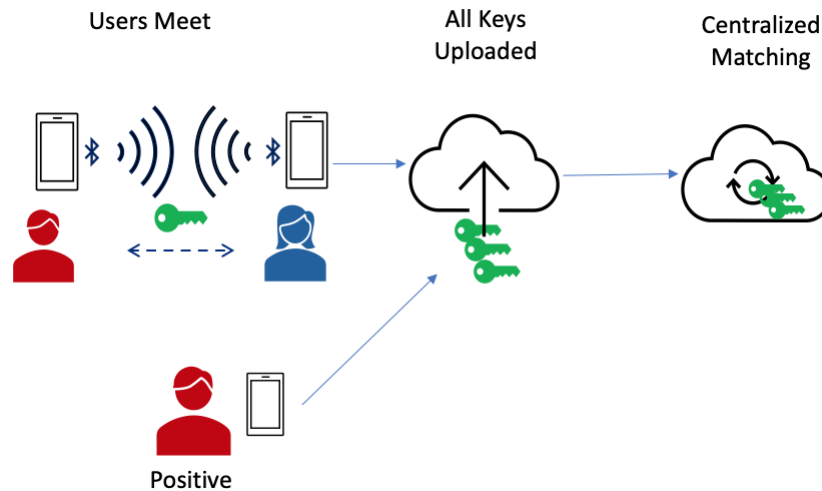 Users Meet
All Keys
Uploaded
Centralized
Matching
Positive